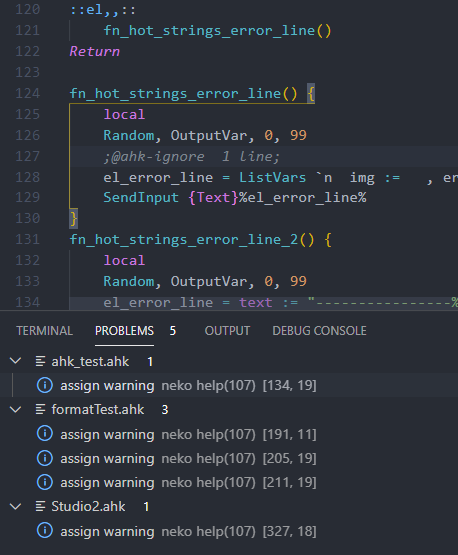 120 ::el,,::
121 fn_hot_strings_error_line()
122 Return
123
124 fn_hot_strings_error_line() {
125 local
126 Random, OutputVar, 0, 99
127 ;@ahk-ignore 1 line;
128 el_error_line = ListVars `n img := , er
129 SendInput {Text}%el_error_line%
130 }
131 fn_hot_strings_error_line_2() {
132 local
133 Random, OutputVar, 0, 99
134 el_error_line = text := "----------------%
TERMINAL PROBLEMS 5 OUTPUT DEBUG CONSOLE
ahk_test.ahk 1
assign warning neko help(107) [134, 19]
formatTest.ahk 3
assign warning neko help(107) [191, 11]
assign warning neko help(107) [205, 19]
assign warning neko help(107) [211, 19]
Studio2.ahk 1
assign warning neko help(107) [327, 18]